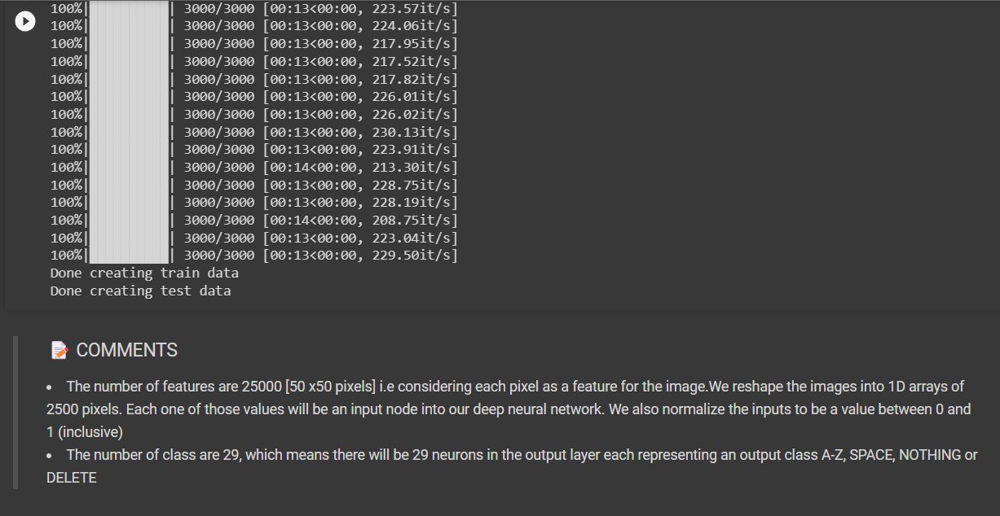 100%|██████████| 3000/3000 [00:13<00:00, 223.57it/s]
100%|██████████| 3000/3000 [00:13<00:00, 224.06it/s]
100%|██████████| 3000/3000 [00:13<00:00, 217.95it/s]
100%|██████████| 3000/3000 [00:13<00:00, 217.52it/s]
100%|██████████| 3000/3000 [00:13<00:00, 217.82it/s]
100%|██████████| 3000/3000 [00:13<00:00, 226.01it/s]
100%|██████████| 3000/3000 [00:13<00:00, 226.02it/s]
100%|██████████| 3000/3000 [00:13<00:00, 230.13it/s]
100%|██████████| 3000/3000 [00:13<00:00, 223.91it/s]
100%|██████████| 3000/3000 [00:14<00:00, 213.30it/s]
100%|██████████| 3000/3000 [00:13<00:00, 228.75it/s]
100%|██████████| 3000/3000 [00:13<00:00, 228.19it/s]
100%|██████████| 3000/3000 [00:14<00:00, 208.75it/s]
100%|██████████| 3000/3000 [00:13<00:00, 223.04it/s]
100%|██████████| 3000/3000 [00:13<00:00, 229.50it/s]
Done creating train data
Done creating test data
📝 COMMENTS
• The number of features are 25000 [50 x50 pixels] i.e considering each pixel as a feature for the image.We reshape the images into 1D arrays of
2500 pixels. Each one of those values will be an input node into our deep neural network. We also normalize the inputs to be a value between 0 and
1 (inclusive)
• The number of class are 29, which means there will be 29 neurons in the output layer each representing an output class A-Z, SPACE, NOTHING or
DELETE